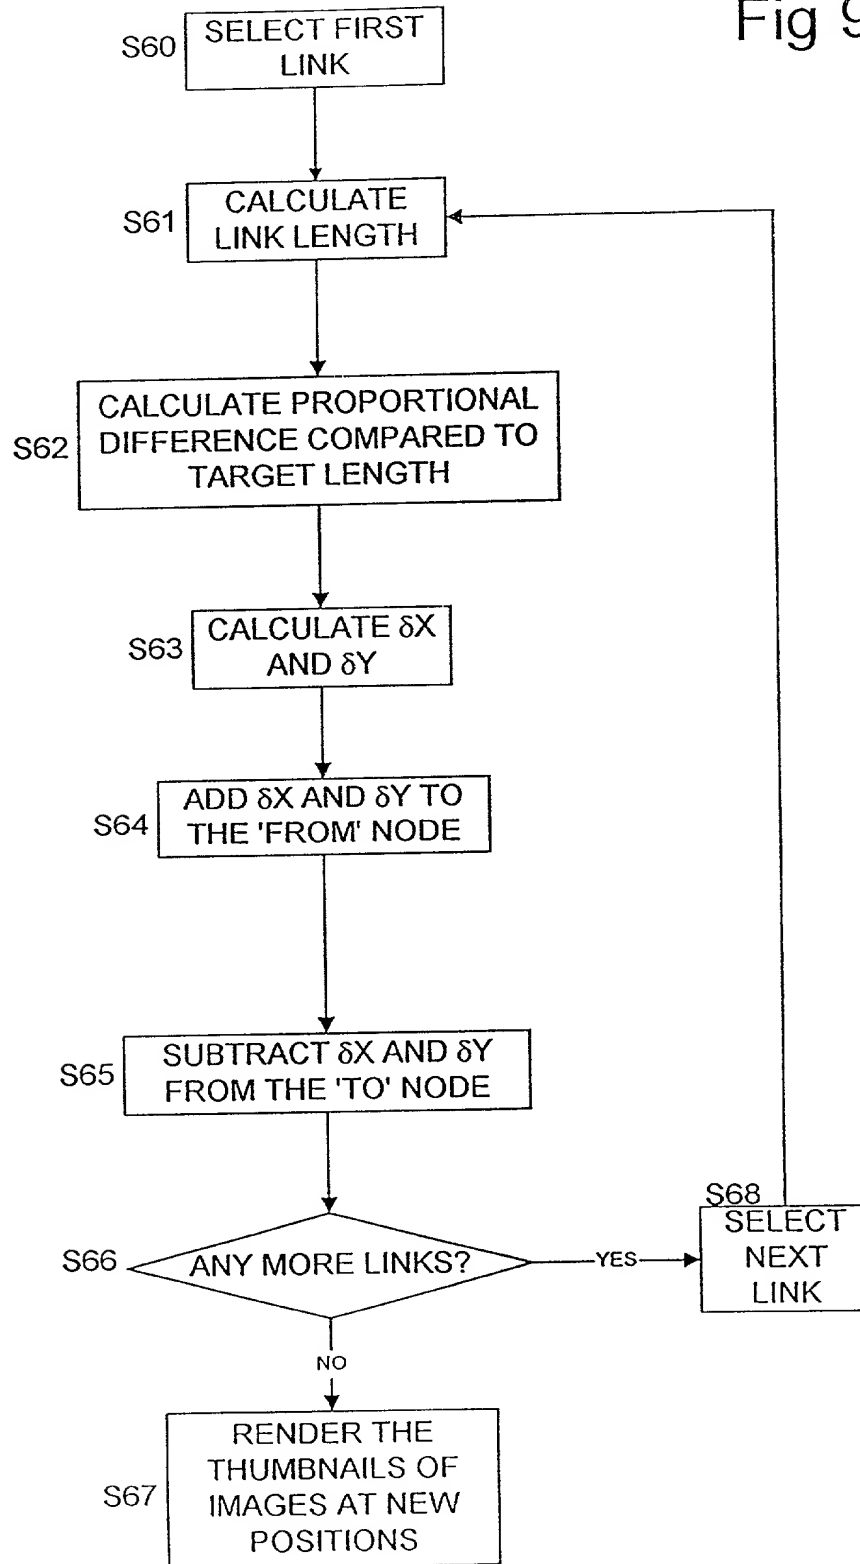 Fig 9
S60
SELECT FIRST
LINK
S61
CALCULATE
LINK LENGTH
S62
CALCULATE PROPORTIONAL
DIFFERENCE COMPARED TO
TARGET LENGTH
S63
CALCULATE δX
AND δY
S64
ADD δX AND δY TO
THE 'FROM' NODE
S65
SUBTRACT δX AND δY
FROM THE 'TO' NODE
S66
ANY MORE LINKS?
YES
S68
SELECT
NEXT
LINK
NO
S67
RENDER THE
THUMBNAILS OF
IMAGES AT NEW
POSITIONS